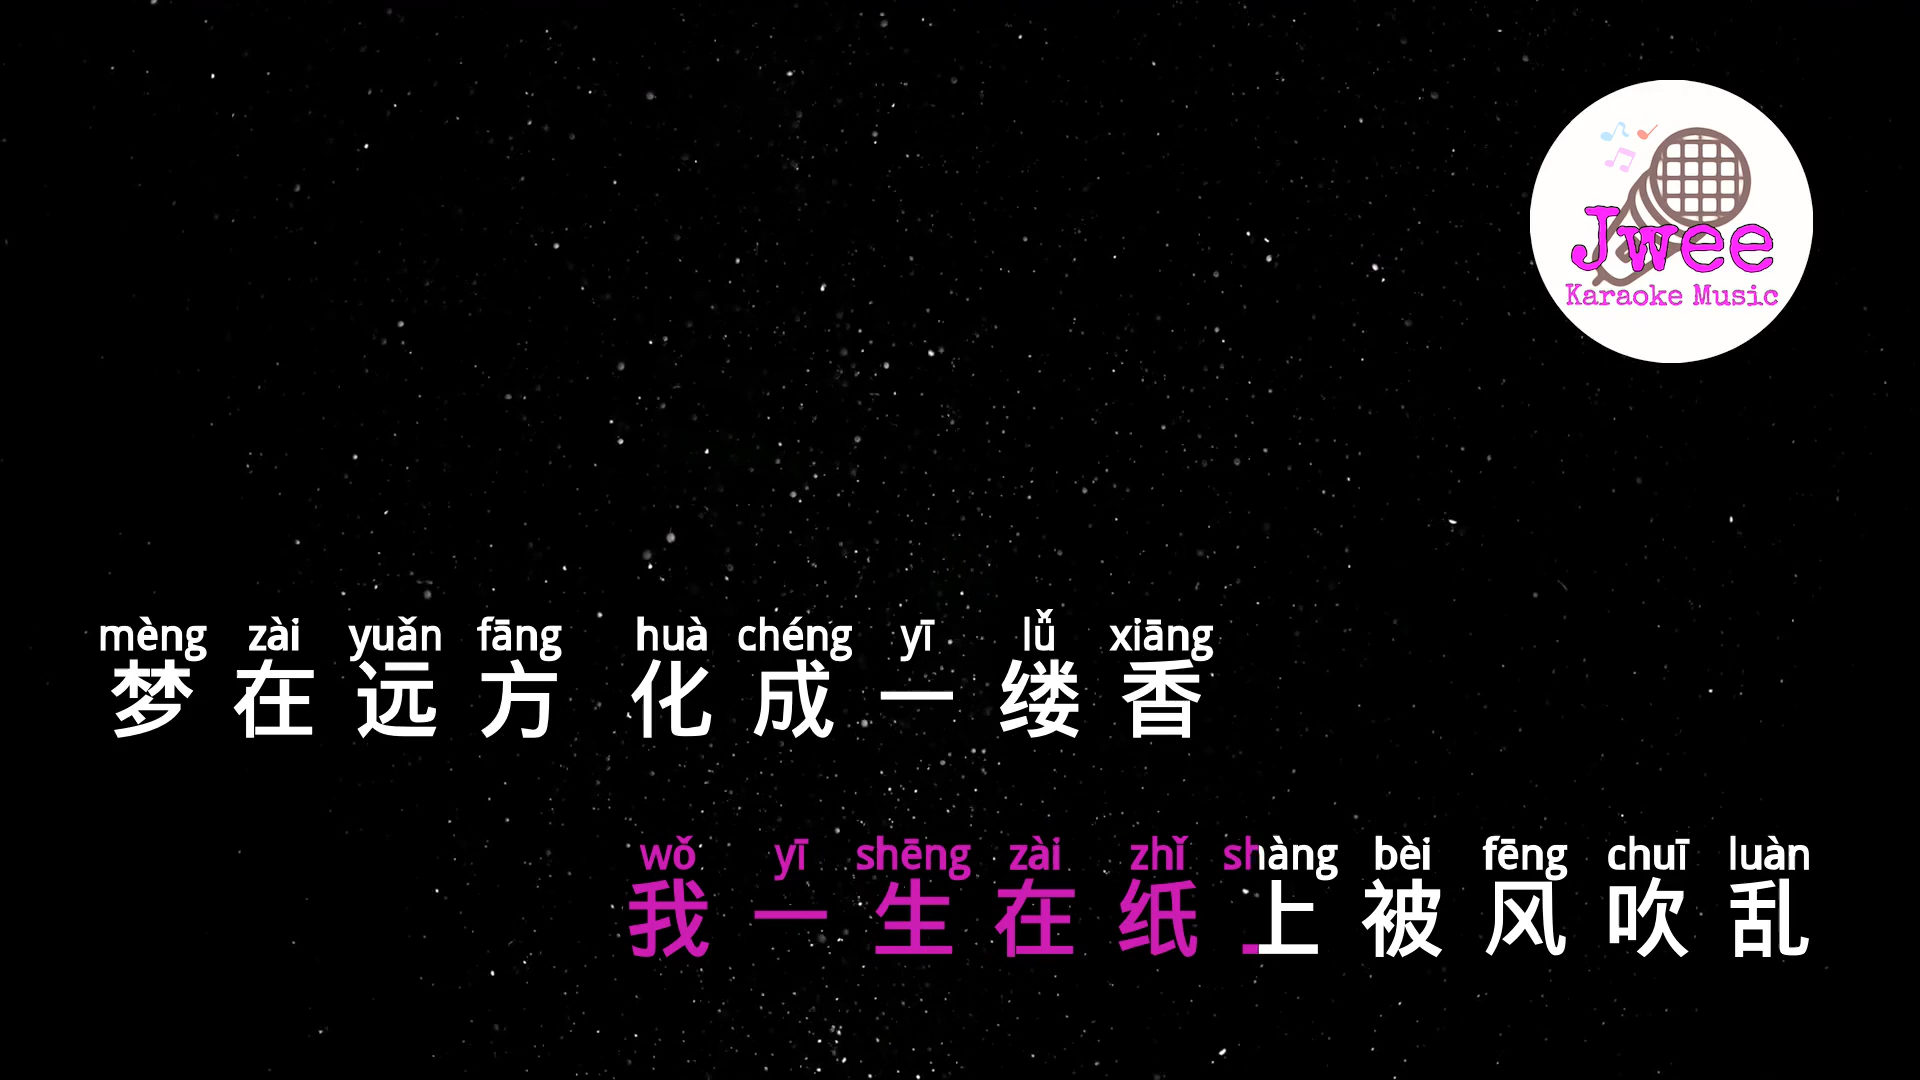 Jwee
Karaoke Music
mèng zài yuǎn fāng huà chéng yī lǚ xiāng
梦在远方 化成一缕香
wǒ yī shēng zài zhǐ shàng bèi fēng chuī luàn
我一生在纸上被风吹乱